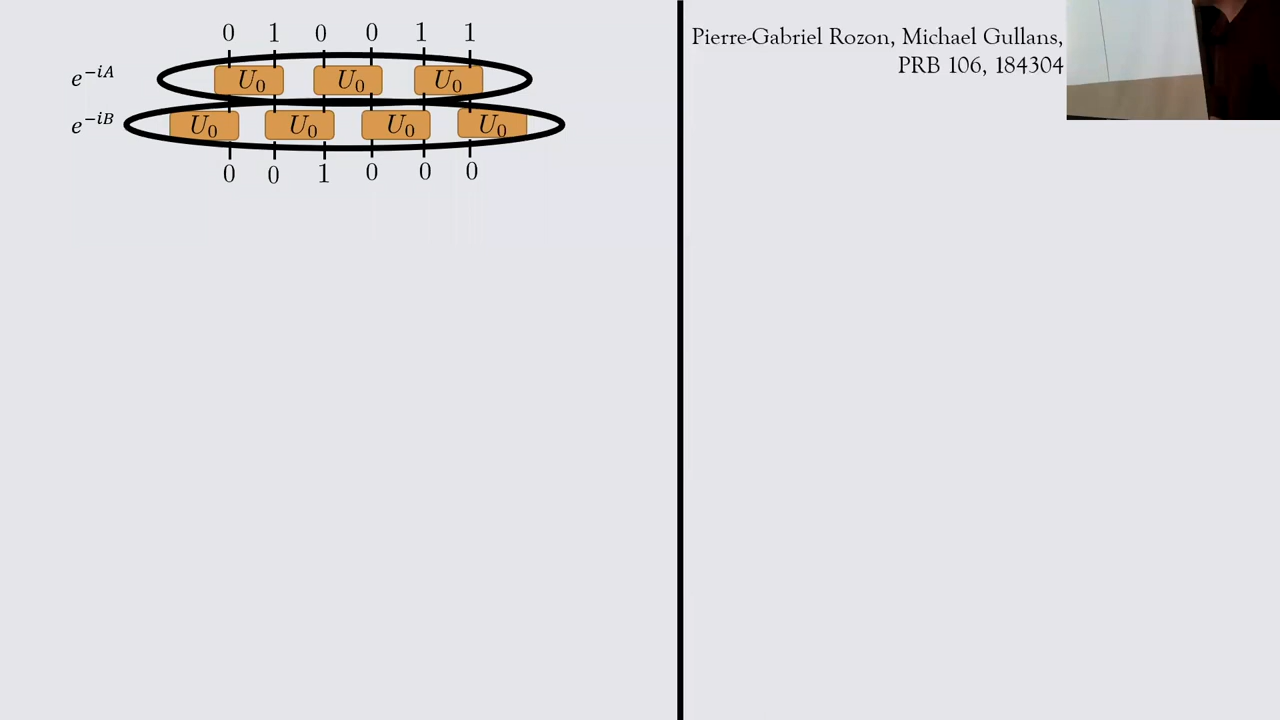 0 1 0 0 1 1
e^{-iA} U_0 U_0 U_0
e^{-iB} U_0 U_0 U_0 U_0
0 0 1 0 0 0
Pierre-Gabriel Rozon, Michael Gullans,
PRB 106, 184304